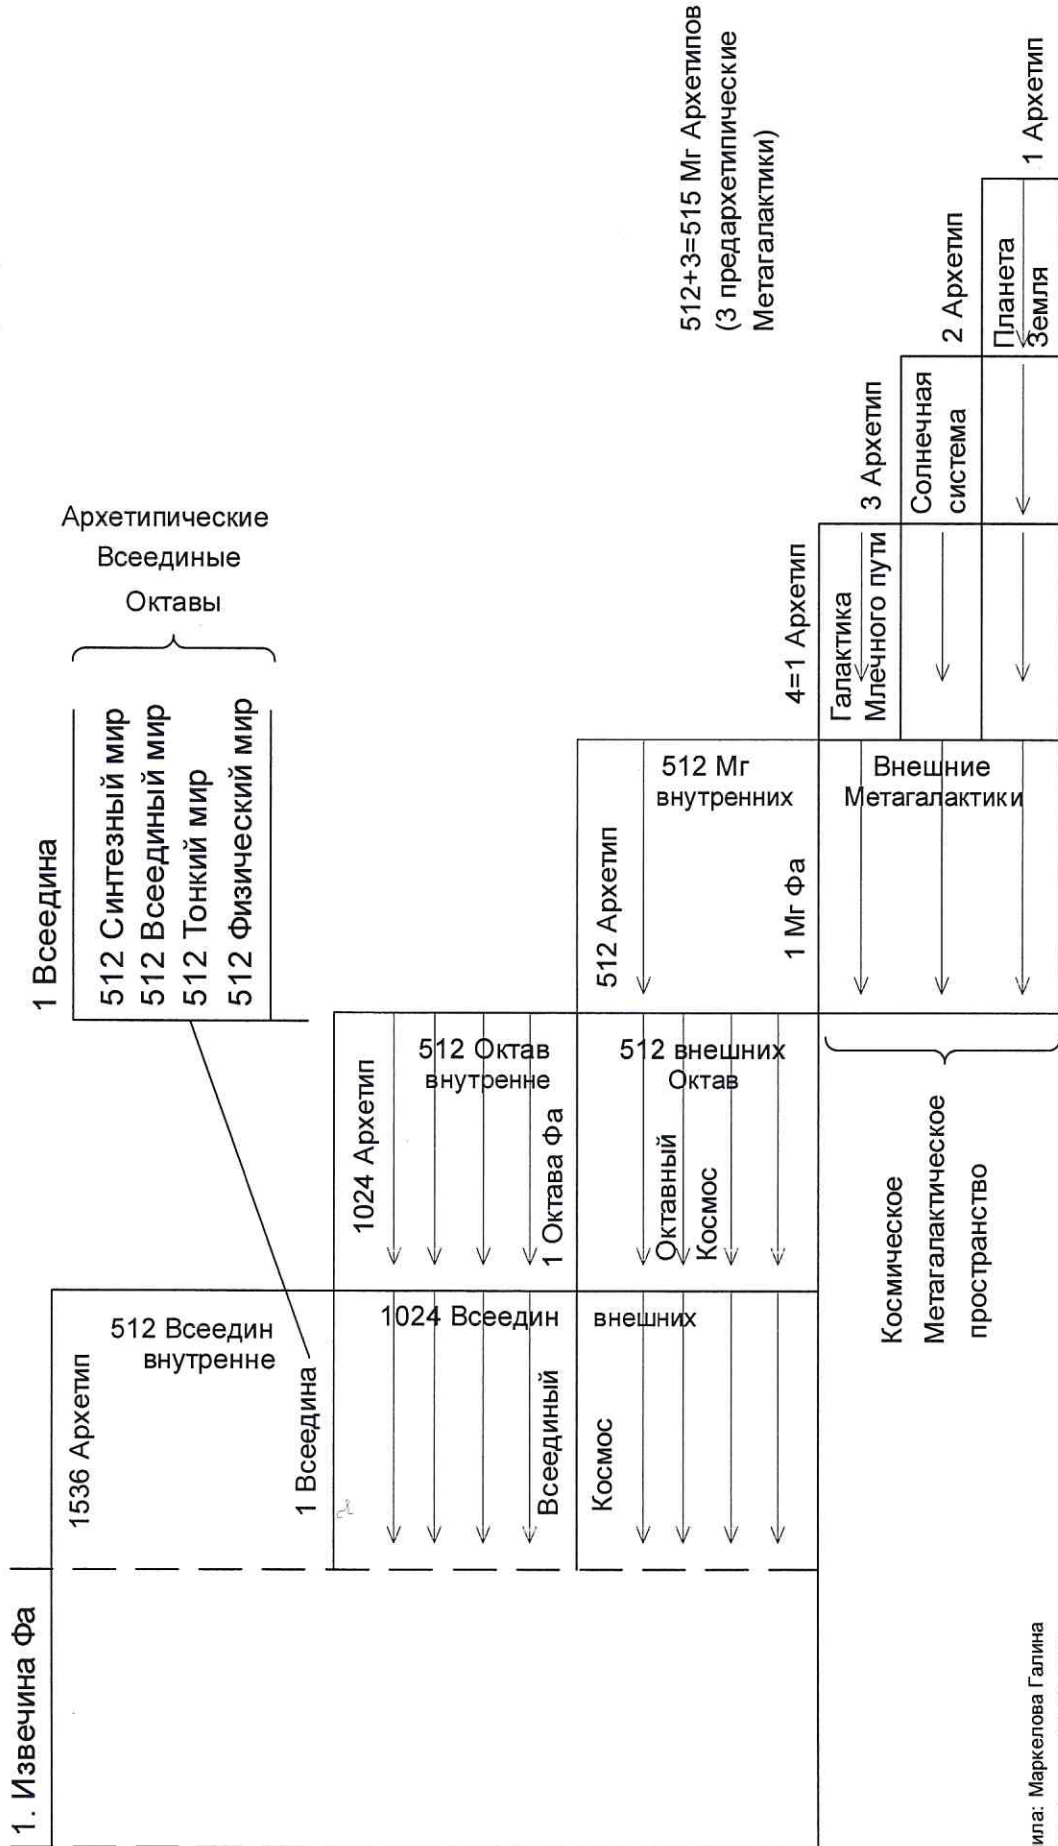 1. Извечина Фа
1536 Архетип
512 Всеедин
внутренне
1 Всеедина
1024 Всеедин внешних
Всеединый
Космос
1 Всеедина
512 Синтезный мир
512 Всеединый мир
512 Тонкий мир
512 Физический мир
Архетипические
Всеединые
Октавы
1024 Архетип
512 Октав
внутренне
1 Октава Фа
512 внешних
Октав
Октавный
Космос
512 Архетип
512 Мг
внутренних
1 Мг Фа
Внешние
Метагалактики
Космическое
Метагалактическое
пространство
4=1 Архетип
Галактика
Млечного пути
3 Архетип
Солнечная
система
2 Архетип
Планета
Земля
1 Архетип
512+3=515 Мг Архетипов
(3 предархетипические
Метагалактики)
ила: Маркелова Галина